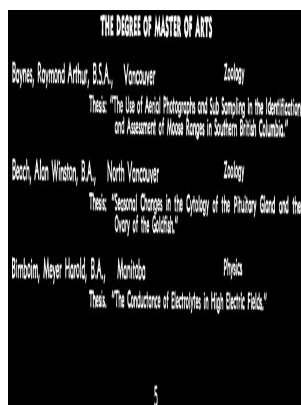 THE DEGREE OF MASTER OF ARTS
Baynes, Raymond Arthur, B.S.A., Vancouver Zoology
Thesis: "The Use of Aerial Photographs and Sub Sampling in the Identification
and Assessment of Moose Ranges in Southern British Columbia."
Beach, Alan Winston, B.A., North Vancouver Zoology
Thesis: "Seasonal Changes in the Cytology of the Pituitary Gland and the
Ovary of the Goldfish."
Birnboim, Meyer Harold, B.A., Manitoba Physics
Thesis. "The Conductance of Electrolytes in High Electric Fields."
5